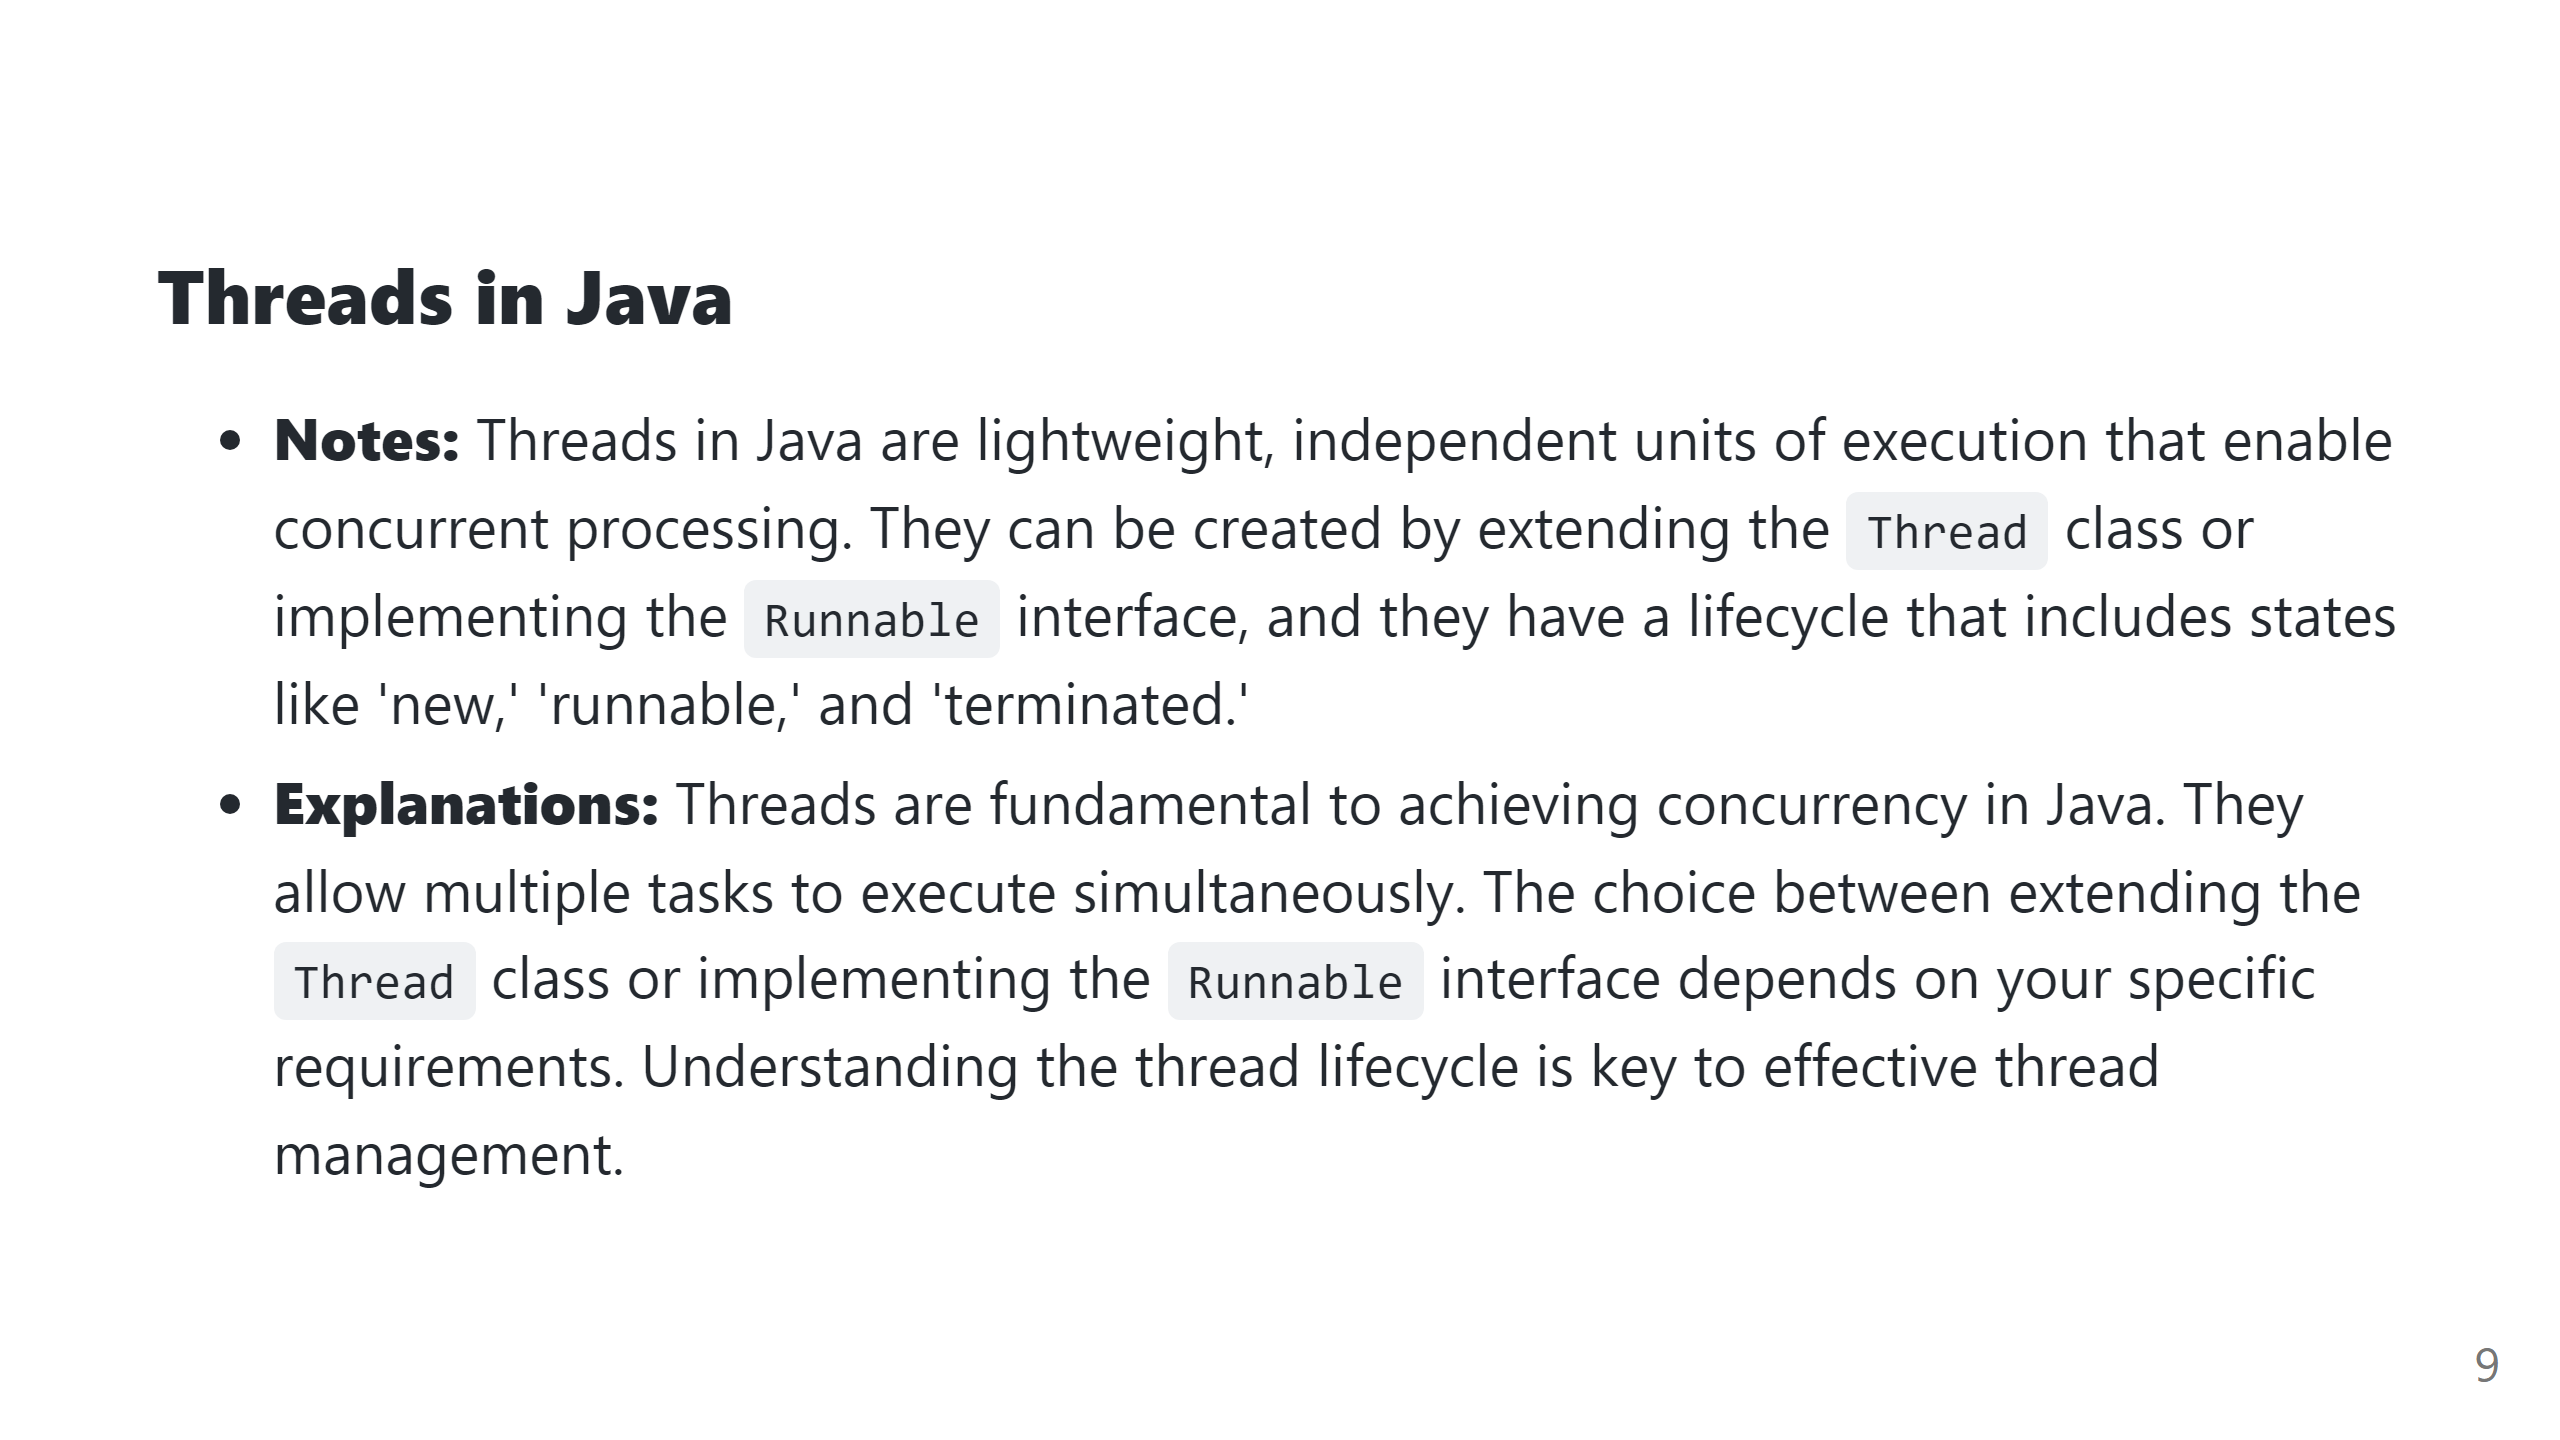 Threads in Java
• Notes: Threads in Java are lightweight, independent units of execution that enable
concurrent processing. They can be created by extending the Thread class or
implementing the Runnable interface, and they have a lifecycle that includes states
like 'new,' 'runnable,' and 'terminated.'
• Explanations: Threads are fundamental to achieving concurrency in Java. They
allow multiple tasks to execute simultaneously. The choice between extending the
Thread class or implementing the Runnable interface depends on your specific
requirements. Understanding the thread lifecycle is key to effective thread
management.
9